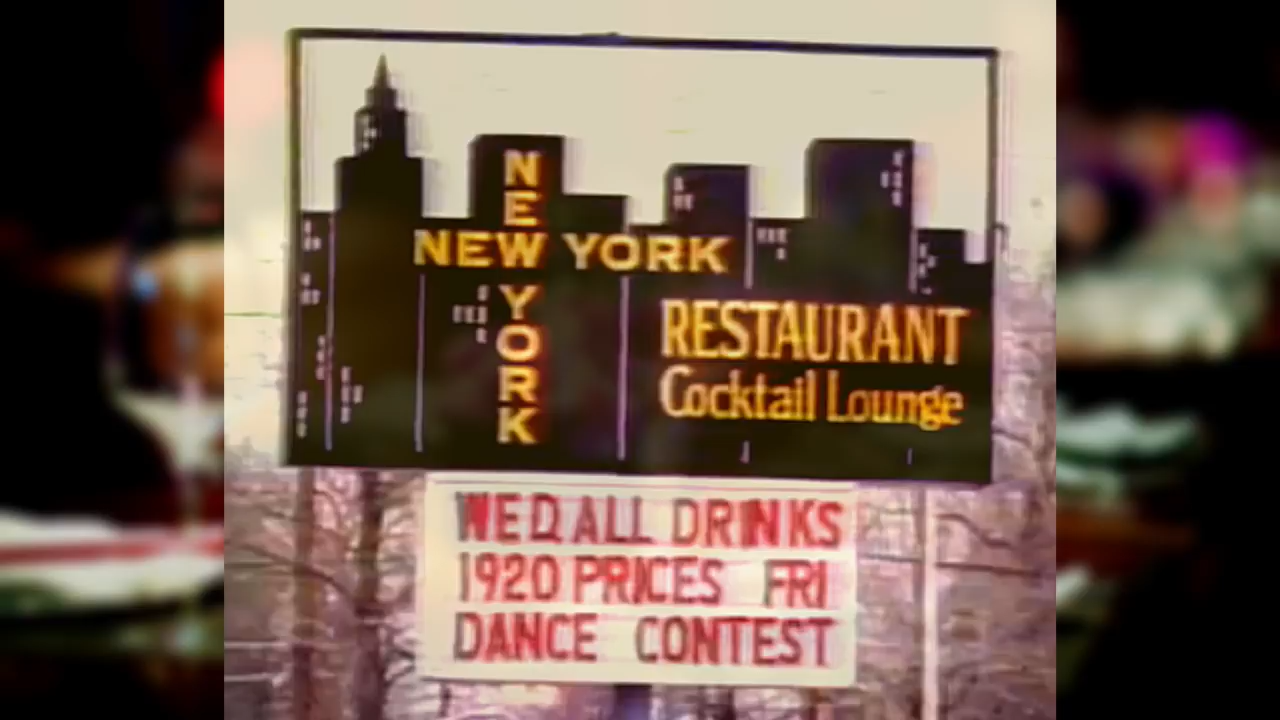 NEW YORK
NEW YORK
RESTAURANT
Cocktail Lounge
WED. ALL DRINKS
1920 PRICES FRI
DANCE CONTEST